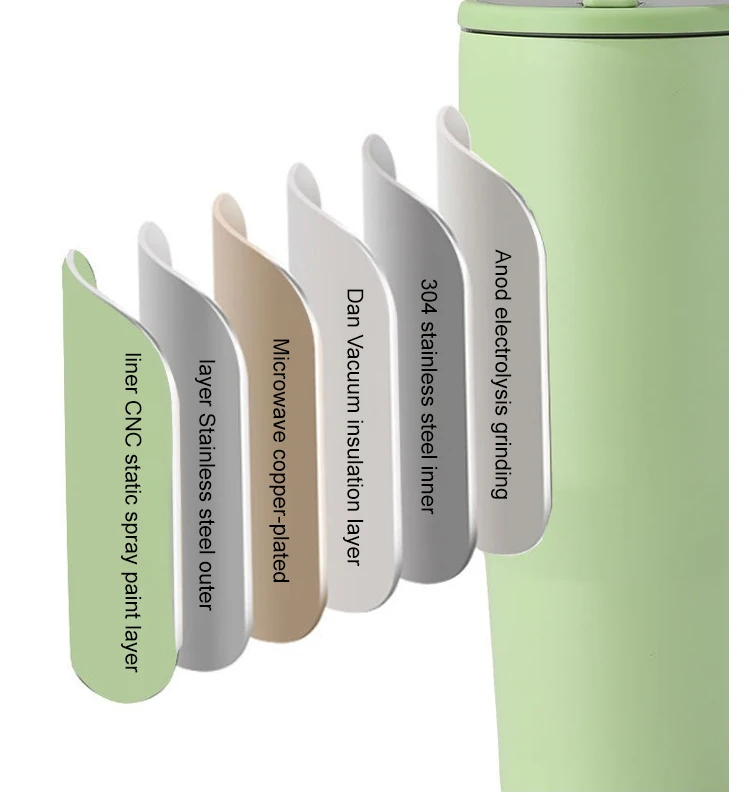 liner CNC static spray paint layer
layer Stainless steel outer
Microwave copper-plated
Dan Vacuum insulation layer
304 stainless steel inner
Anod electrolysis grinding